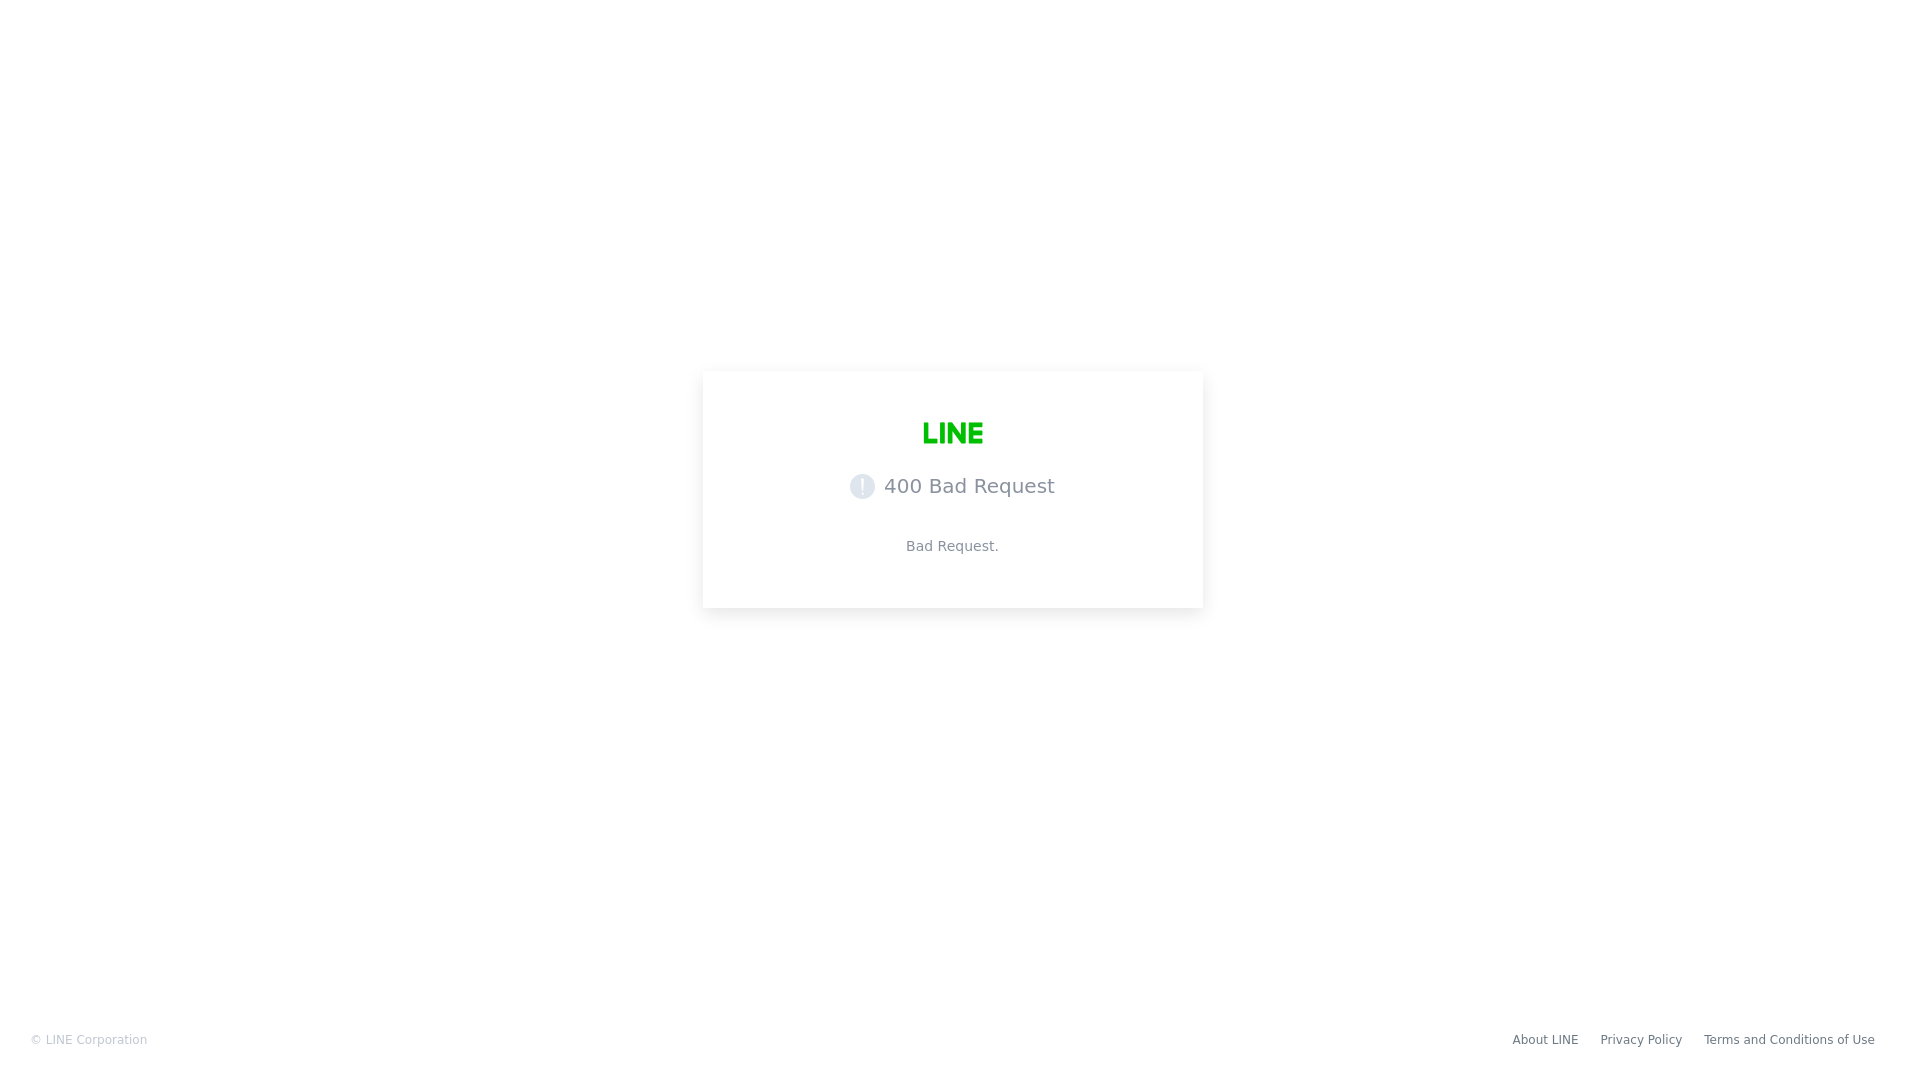 LINE
400 Bad Request
Bad Request.
© LINE Corporation
About LINE Privacy Policy Terms and Conditions of Use